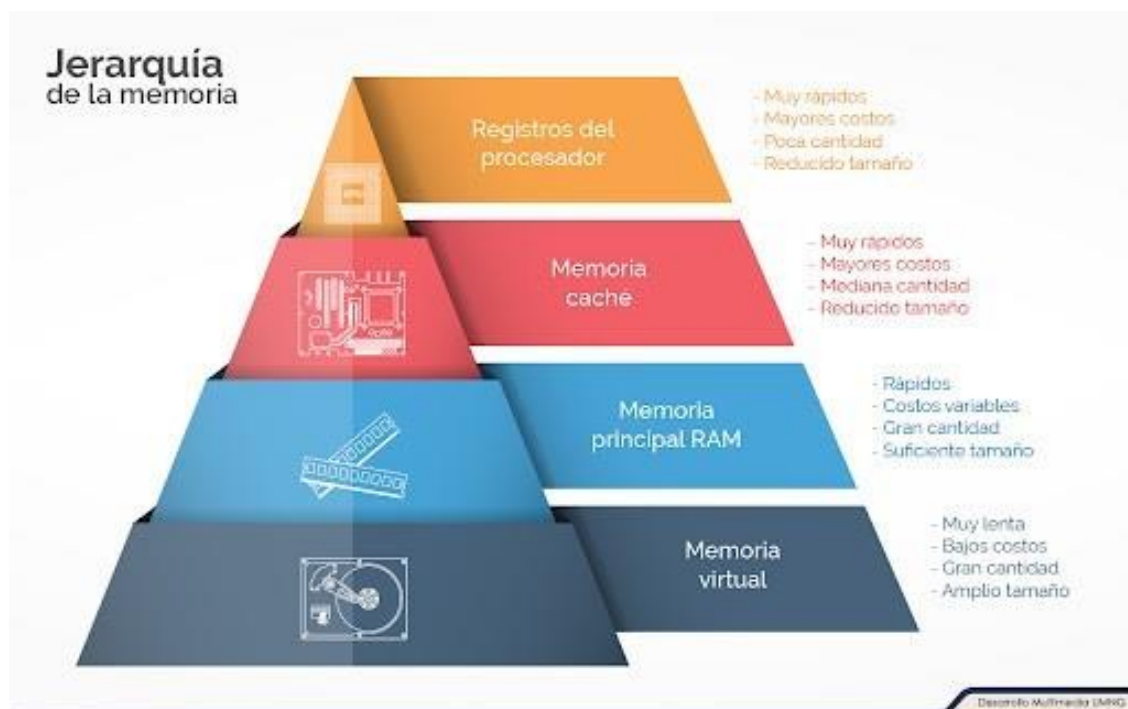 Jerarquía
de la memoria
Registros del
procesador
- Muy rápidos
- Mayores costos
- Poca cantidad
- Reducido tamaño
Memoria
caché
- Muy rápidos
- Mayores costos
- Mediana cantidad
- Reducido tamaño
Memoria
principal RAM
- Rápidos
- Costos variables
- Gran cantidad
- Suficiente tamaño
Memoria
virtual
- Muy lenta
- Bajos costos
- Gran cantidad
- Amplio tamaño
Desarrollo Multimedia UMNG